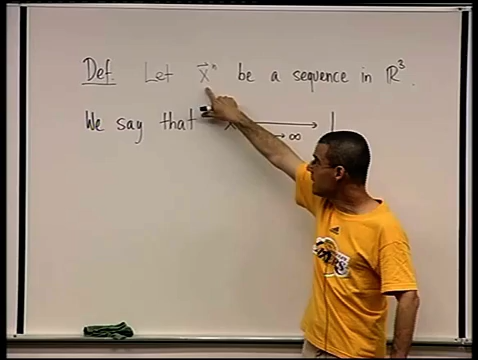 Def. Let X⃗ⁿ be a sequence in ℝ³.
We say that X ⟶ L
→ ∞